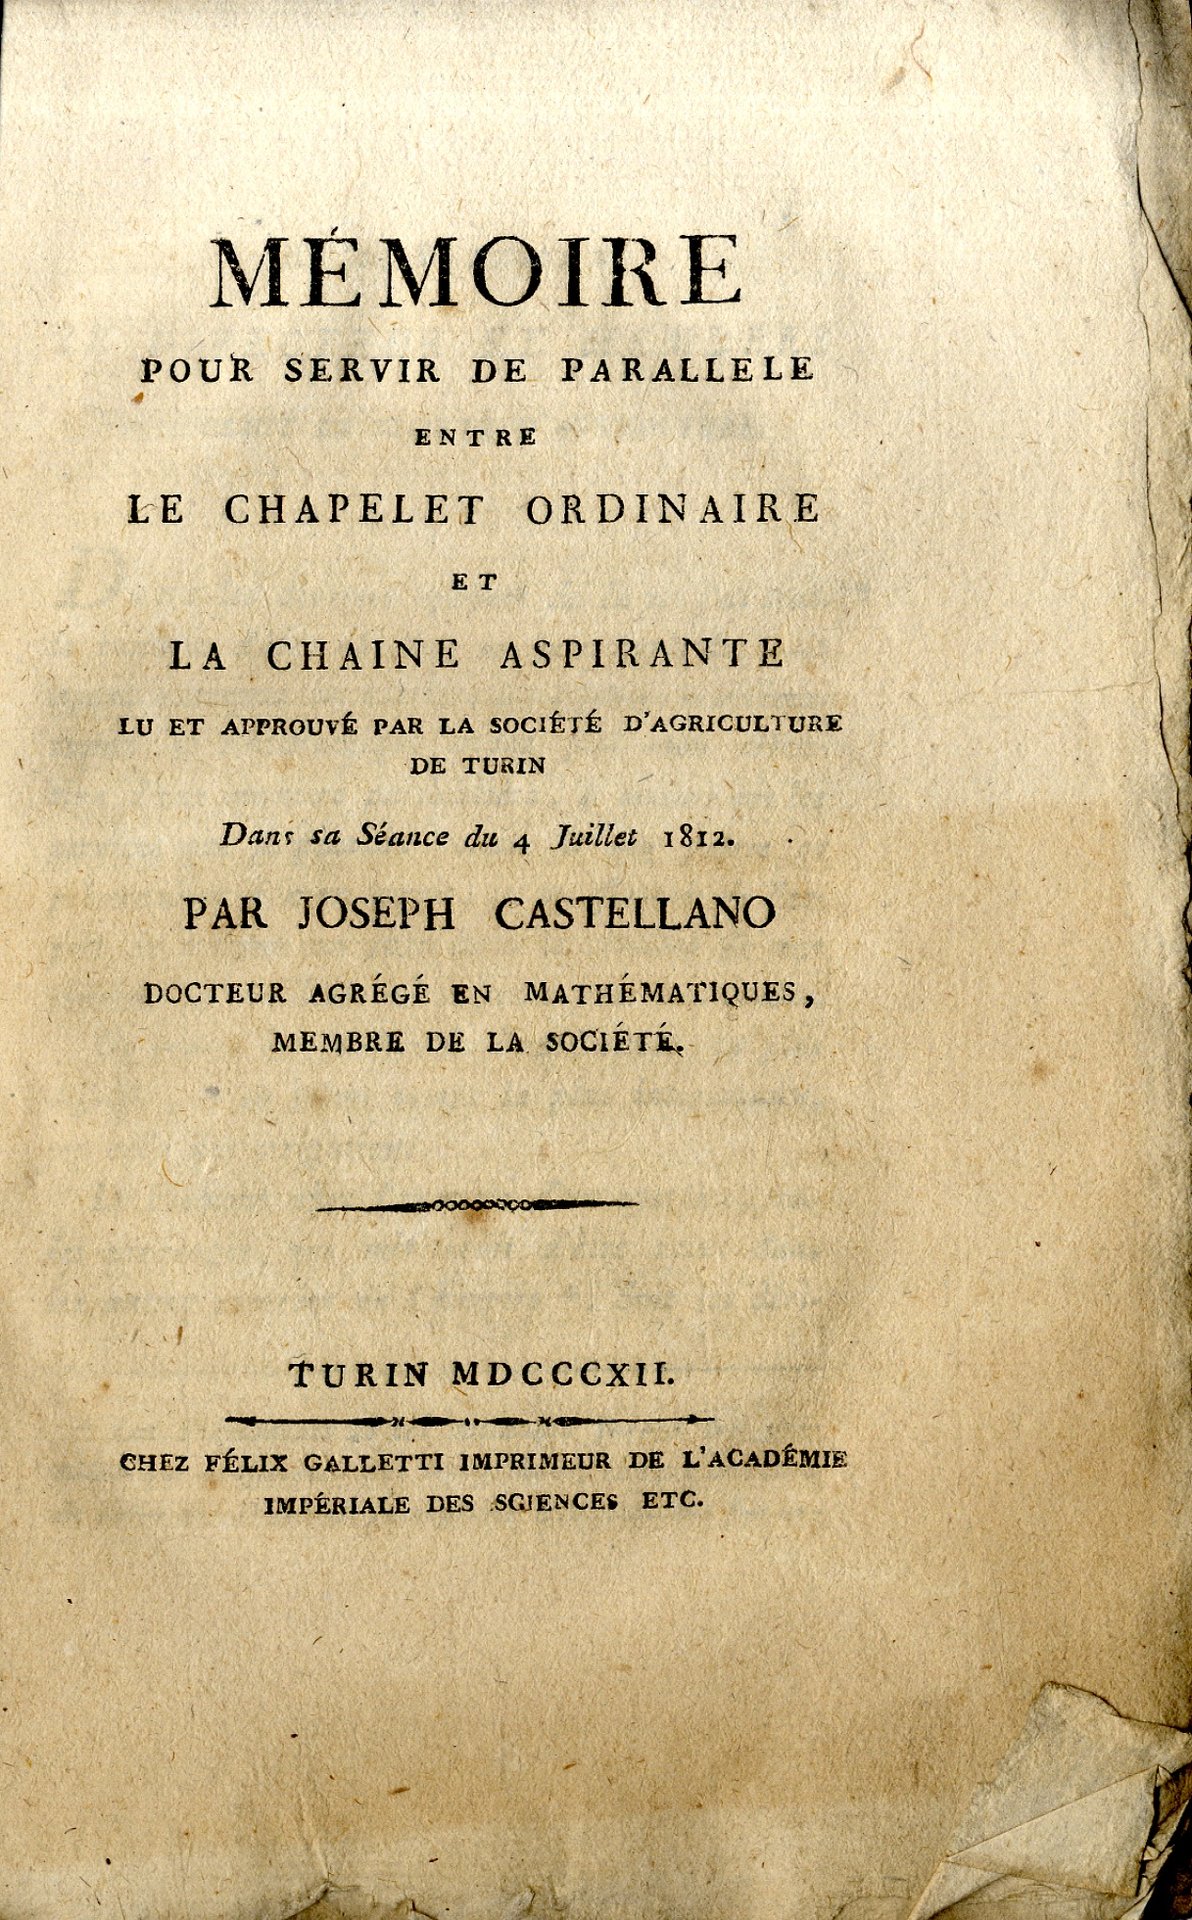 MÉMOIRE
POUR SERVIR DE PARALLELE
ENTRE
LE CHAPELET ORDINAIRE
ET
LA CHAINE ASPIRANTE
LU ET APPROUVÉ PAR LA SOCIÉTÉ D'AGRICULTURE
DE TURIN
Dans sa Séance du 4 Juillet 1812.
PAR JOSEPH CASTELLANO
DOCTEUR AGRÉGÉ EN MATHÉMATIQUES,
MEMBRE DE LA SOCIÉTÉ.
TURIN MDCCCXII.
CHEZ FÉLIX GALLETTI IMPRIMEUR DE L'ACADÉMIE
IMPÉRIALE DES SCIENCES ETC.